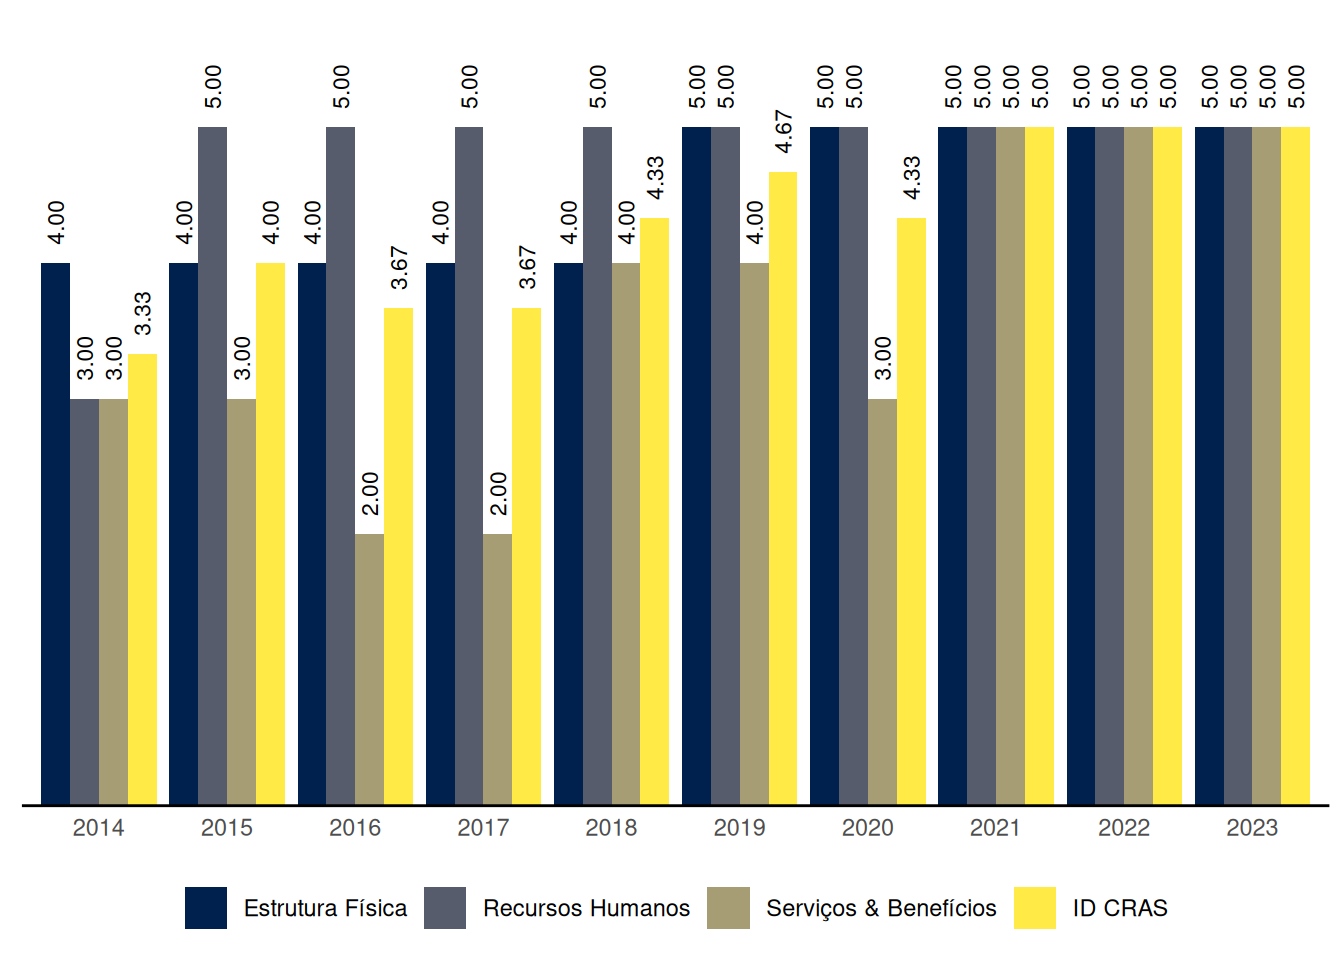 4.00 3.00 3.00 3.33
4.00 5.00 3.00 4.00
4.00 5.00 2.00 3.67
4.00 5.00 2.00 3.67
4.00 5.00 4.00 4.33
5.00 5.00 4.00 4.67
5.00 5.00 3.00 4.33
5.00 5.00 5.00 5.00
5.00 5.00 5.00 5.00
5.00 5.00 5.00 5.00
2014 2015 2016 2017 2018 2019 2020 2021 2022 2023
Estrutura Física Recursos Humanos Serviços & Benefícios ID CRAS